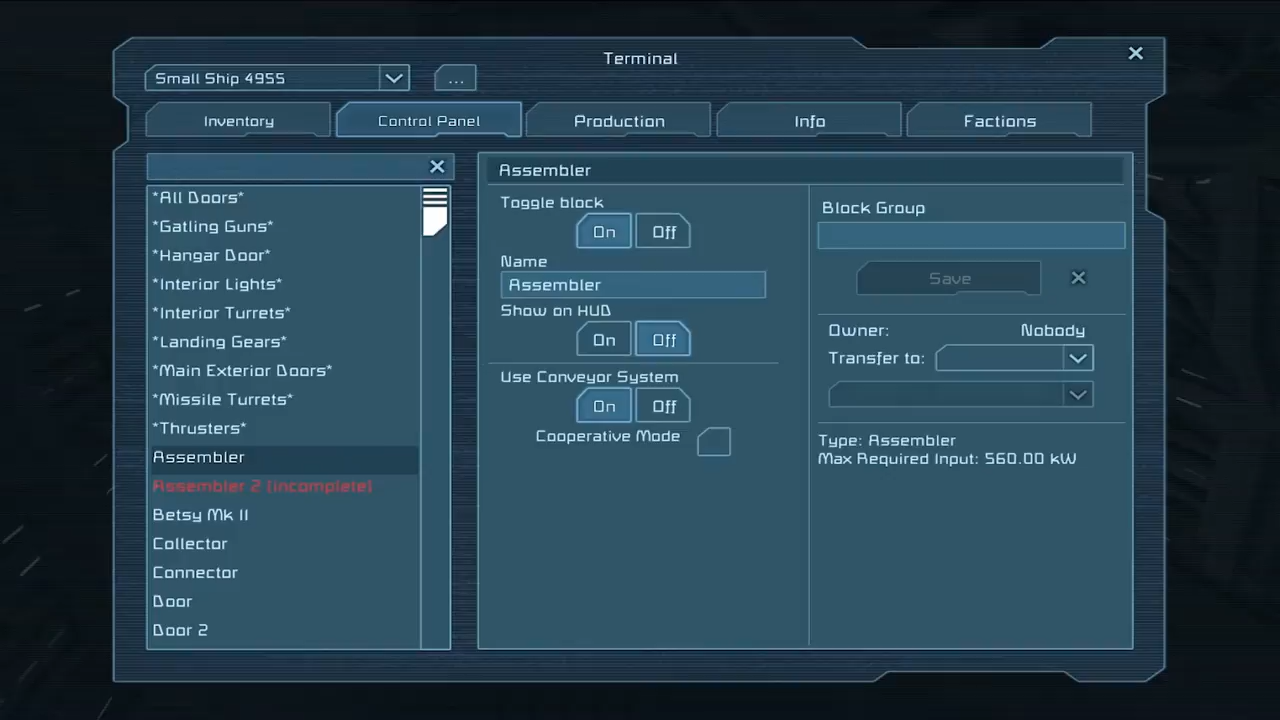 Terminal
Small Ship 4955
...
Inventory
Control Panel
Production
Info
Factions
*All Doors*
*Gatling Guns*
*Hangar Door*
*Interior Lights*
*Interior Turrets*
*Landing Gears*
*Main Exterior Doors*
*Missile Turrets*
*Thrusters*
Assembler
Assembler 2 [Incomplete]
Betsy Mk II
Collector
Connector
Door
Door 2
Assembler
Toggle block
On Off
Name
Assembler
Show on HUD
On Off
Use Conveyor System
On Off
Cooperative Mode
Block Group
Save
Owner: Nobody
Transfer to:
Type: Assembler
Max Required Input: 560.00 kW